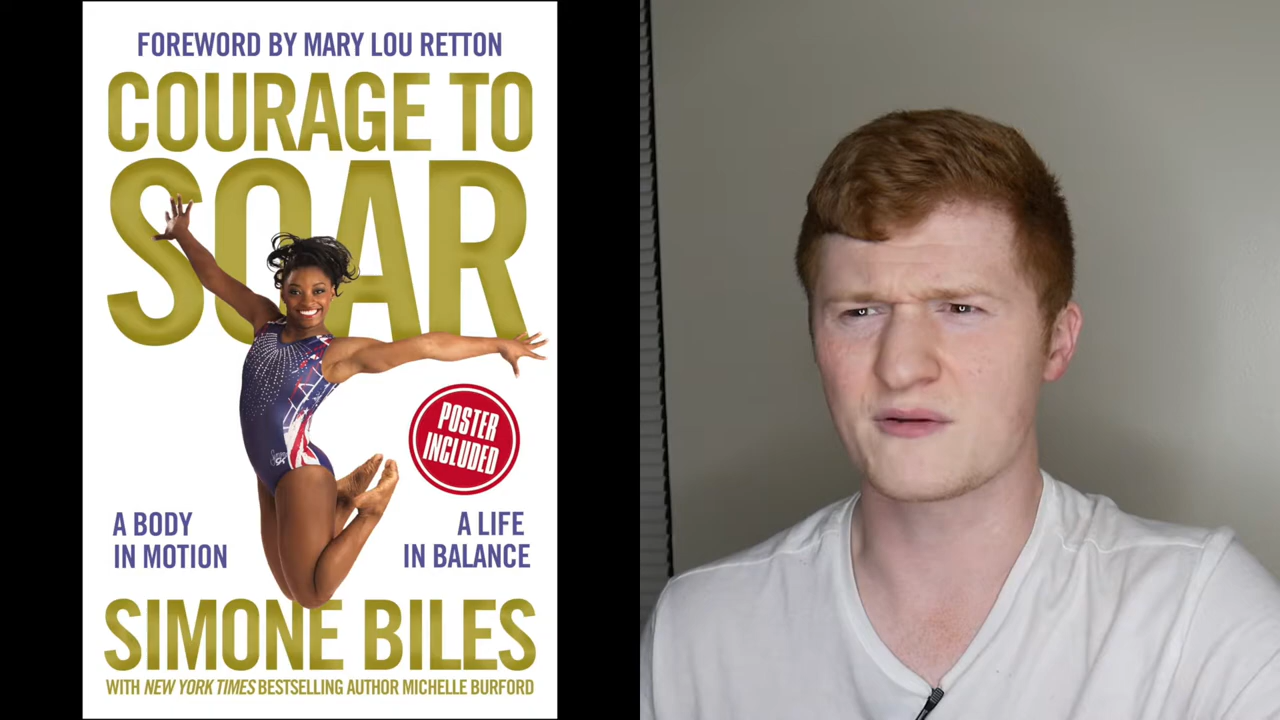 FOREWORD BY MARY LOU RETTON
COURAGE TO
SOAR
POSTER
INCLUDED
A BODY
IN MOTION
A LIFE
IN BALANCE
SIMONE BILES
WITH NEW YORK TIMES BESTSELLING AUTHOR MICHELLE BURFORD